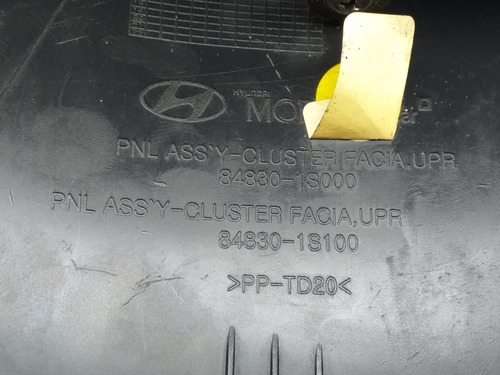 HYUNDAI
PNL ASS'Y-CLUSTER FACIA,UPR
84830-1S000
PNL ASS'Y-CLUSTER FACIA,UPR
84830-1S100
>PP-TD20<